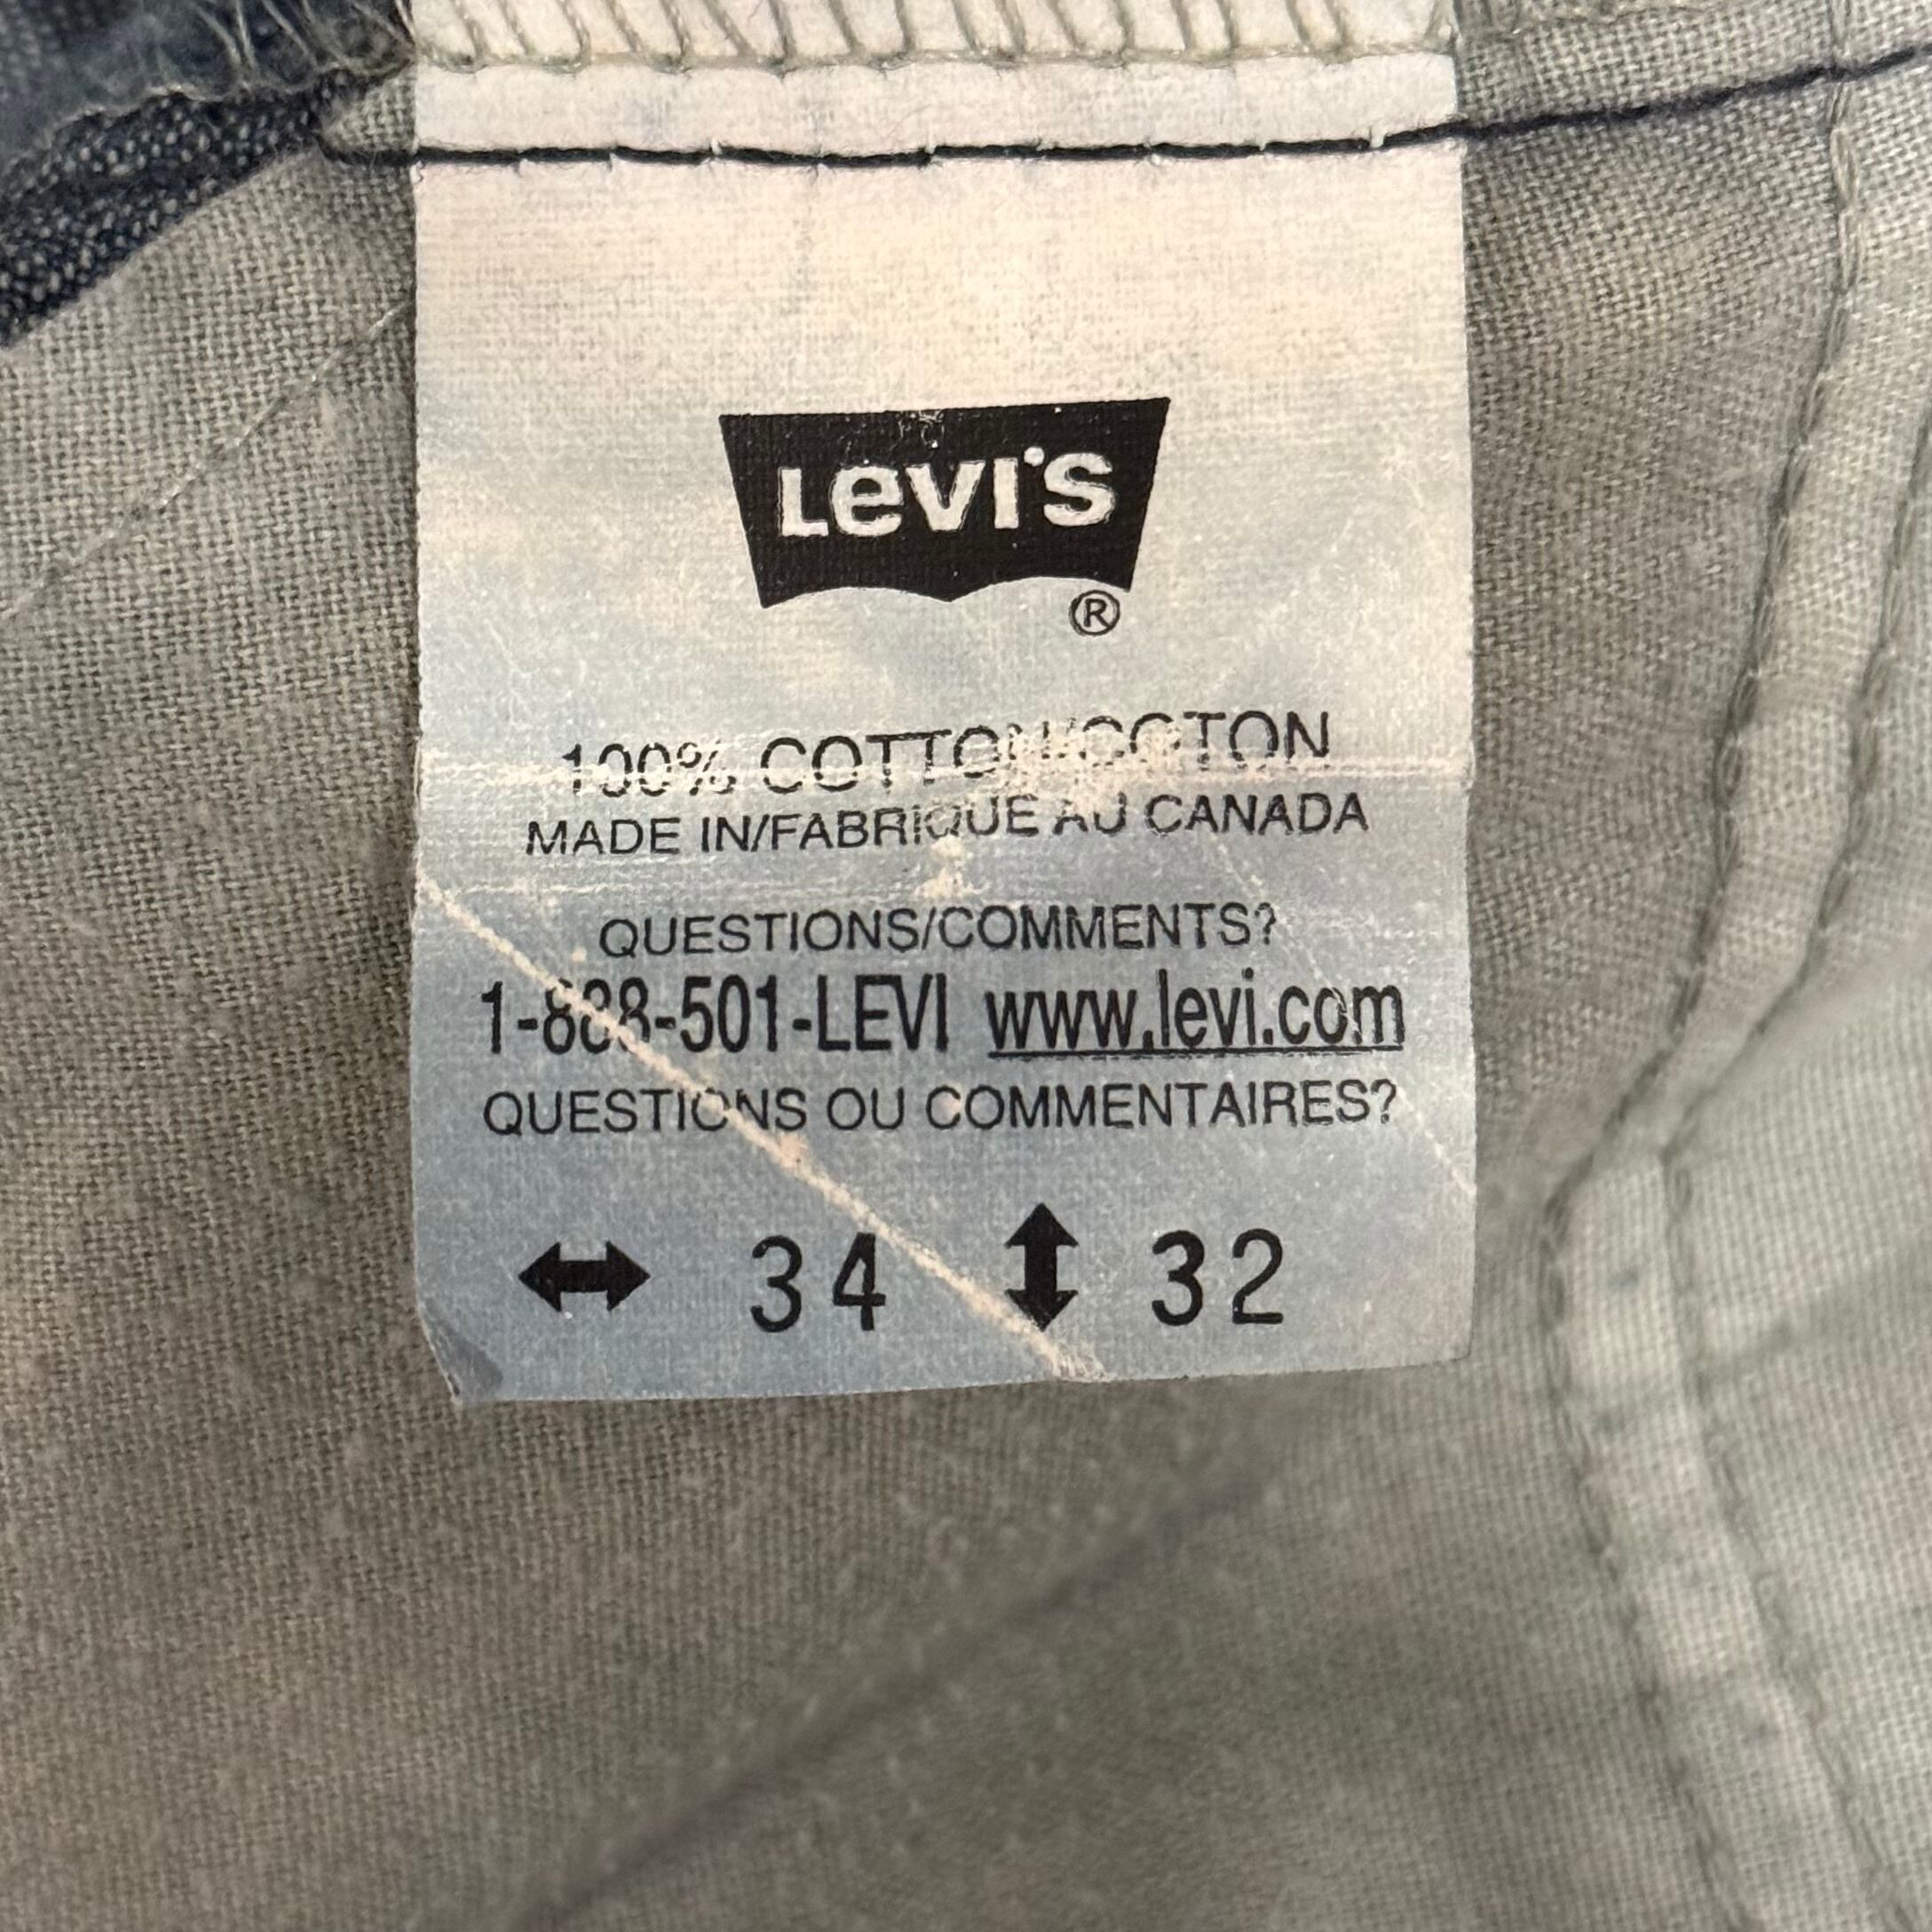 LEVI'S
®
100% COTTON/COTON
MADE IN/FABRIQUE AU CANADA
QUESTIONS/COMMENTS?
1-888-501-LEVI www.levi.com
QUESTIONS OU COMMENTAIRES?
34 32